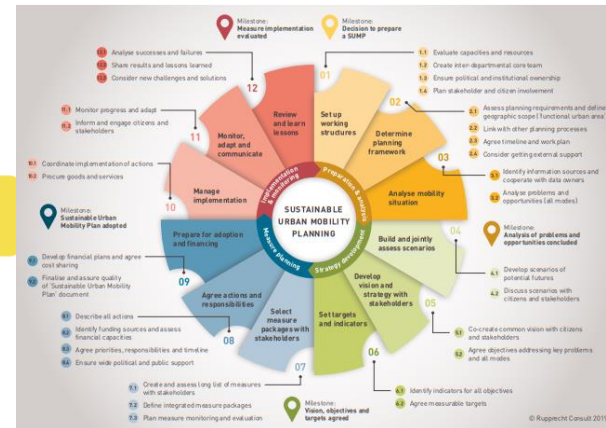 Milestone:
Measure implementation
evaluated
Milestone:
Decision to prepare
a SUMP
12.1 Analyse successes and failures
12.2 Share results and lessons learned
12.3 Consider new challenges and solutions
12
Review
and learn
lessons
01
Set up
working
structures
1.1 Evaluate capacities and resources
1.2 Create inter-departmental core team
1.3 Ensure political and institutional ownership
1.4 Plan stakeholder and citizen involvement
11.1 Monitor progress and adapt
11.2 Inform and engage citizens and
stakeholders
11
Monitor,
adapt and
communicate
02
Determine
planning
framework
2.1 Assess planning requirements and define
geographic scope ('functional urban area')
2.2 Link with other planning processes
2.3 Agree timeline and work plan
2.4 Consider getting external support
10.1 Coordinate implementation of actions
10.2 Procure goods and services
10
Manage
implementation
03
Analyse mobility
situation
3.1 Identify information sources and
cooperate with data owners
3.2 Analyse problems and
opportunities (all modes)
Implementation
& monitoring
Preparation & analysis
SUSTAINABLE
URBAN MOBILITY
PLANNING
Measure planning
Strategy development
Milestone:
Sustainable Urban
Mobility Plan adopted
Milestone:
Analysis of problems and
opportunities concluded
Prepare for adoption
and financing
09
9.1 Develop financial plans and agree
cost sharing
9.2 Finalise and assure quality
of 'Sustainable Urban Mobility
Plan' document
Build and jointly
assess scenarios
04
4.1 Develop scenarios of
potential futures
4.2 Discuss scenarios with
citizens and stakeholders
Agree actions and
responsibilities
08
8.1 Describe all actions
8.2 Identify funding sources and assess
financial capacities
8.3 Agree priorities, responsibilities and timeline
8.4 Ensure wide political and public support
Develop
vision and
strategy with
stakeholders
05
5.1 Co-create common vision with citizens
and stakeholders
5.2 Agree objectives addressing key problems
and all modes
Select
measure
packages with
stakeholders
07
7.1 Create and assess long list of measures
with stakeholders
7.2 Define integrated measure packages
7.3 Plan measure monitoring and evaluation
Set targets
and indicators
06
6.1 Identify indicators for all objectives
6.2 Agree measurable targets
Milestone:
Vision, objectives and
targets agreed
© Rupprecht Consult 2019